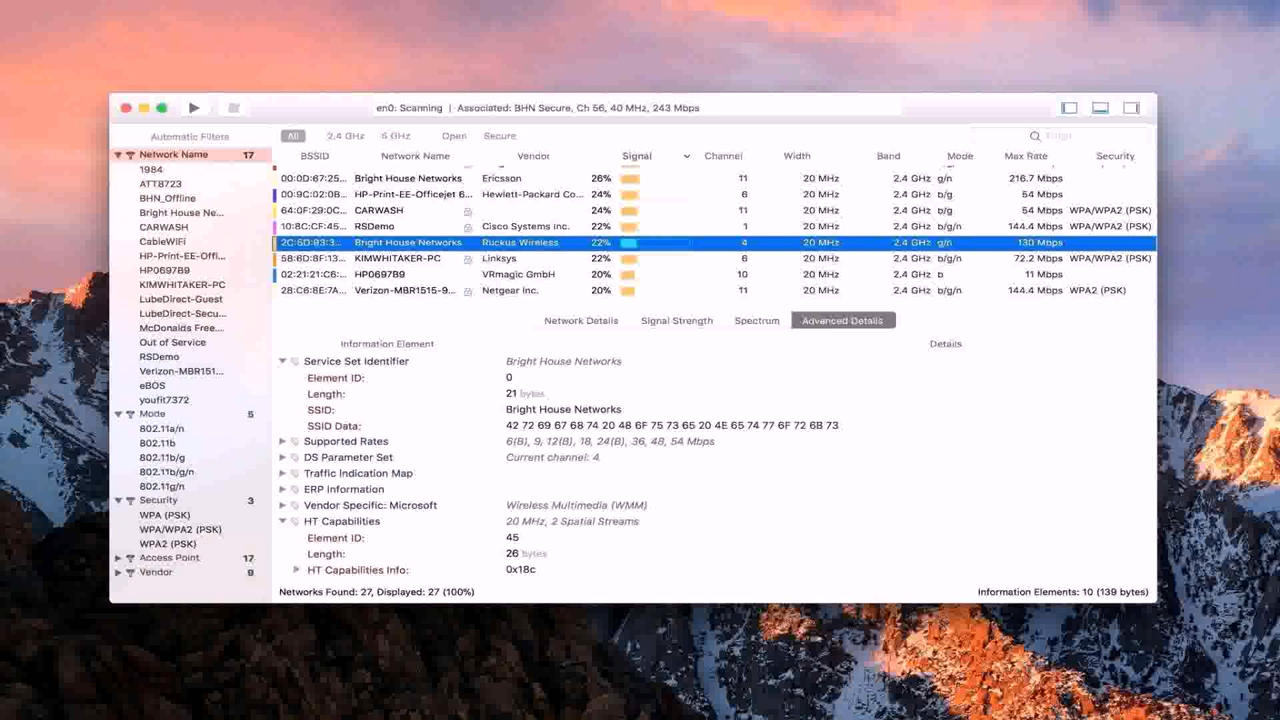 en0: Scanning | Associated: BHN Secure, Ch 56, 40 MHz, 243 Mbps
Automatic Filters
All 2.4 GHz 5 GHz Open Secure
BSSID Network Name Vendor Signal Channel Width Band Mode Max Rate Security
Network Name 17
1984
ATT8723
BHN_Offline
Bright House Ne...
CARWASH
CableWiFi
HP-Print-EE-Offi...
HP0697B9
KIMWHITAKER-PC
LubeDirect-Guest
LubeDirect-Secu...
McDonalds Free...
Out of Service
RSDemo
Verizon-MBR151...
eBOS
youfit7372
Mode 5
802.11a/n
802.11b
802.11b/g
802.11b/g/n
802.11g/n
Security 3
WPA (PSK)
WPA/WPA2 (PSK)
WPA2 (PSK)
Access Point 17
Vendor 9
00:0D:67:25... Bright House Networks Ericsson 26% 11 20 MHz 2.4 GHz g/n 216.7 Mbps
00:9C:02:0B... HP-Print-EE-Officejet 6... Hewlett-Packard Co... 24% 6 20 MHz 2.4 GHz b/g 54 Mbps
64:0F:29:0C... CARWASH 24% 11 20 MHz 2.4 GHz b/g 54 Mbps WPA/WPA2 (PSK)
10:8C:CF:45... RSDemo Cisco Systems Inc. 22% 1 20 MHz 2.4 GHz b/g/n 144.4 Mbps WPA/WPA2 (PSK)
2C:5D:93:3... Bright House Networks Ruckus Wireless 22% 4 20 MHz 2.4 GHz g/n 130 Mbps
58:6D:8F:13... KIMWHITAKER-PC Linksys 22% 6 20 MHz 2.4 GHz b/g/n 72.2 Mbps WPA/WPA2 (PSK)
02:21:21:C6:... HP0697B9 VRmagic GmbH 20% 10 20 MHz 2.4 GHz b 11 Mbps
28:C6:8E:7A... Verizon-MBR1515-9... Netgear Inc. 20% 11 20 MHz 2.4 GHz b/g/n 144.4 Mbps WPA2 (PSK)
Network Details Signal Strength Spectrum Advanced Details
Information Element Details
Service Set Identifier Bright House Networks
Element ID: 0
Length: 21 bytes
SSID: Bright House Networks
SSID Data: 42 72 69 67 68 74 20 48 6F 75 73 65 20 4E 65 74 77 6F 72 6B 73
Supported Rates 6(B), 9, 12(B), 18, 24(B), 36, 48, 54 Mbps
DS Parameter Set Current channel: 4
Traffic Indication Map
ERP Information
Vendor Specific: Microsoft Wireless Multimedia (WMM)
HT Capabilities 20 MHz, 2 Spatial Streams
Element ID: 45
Length: 26 bytes
HT Capabilities Info: 0x18c
Networks Found: 27, Displayed: 27 (100%)
Information Elements: 10 (139 bytes)